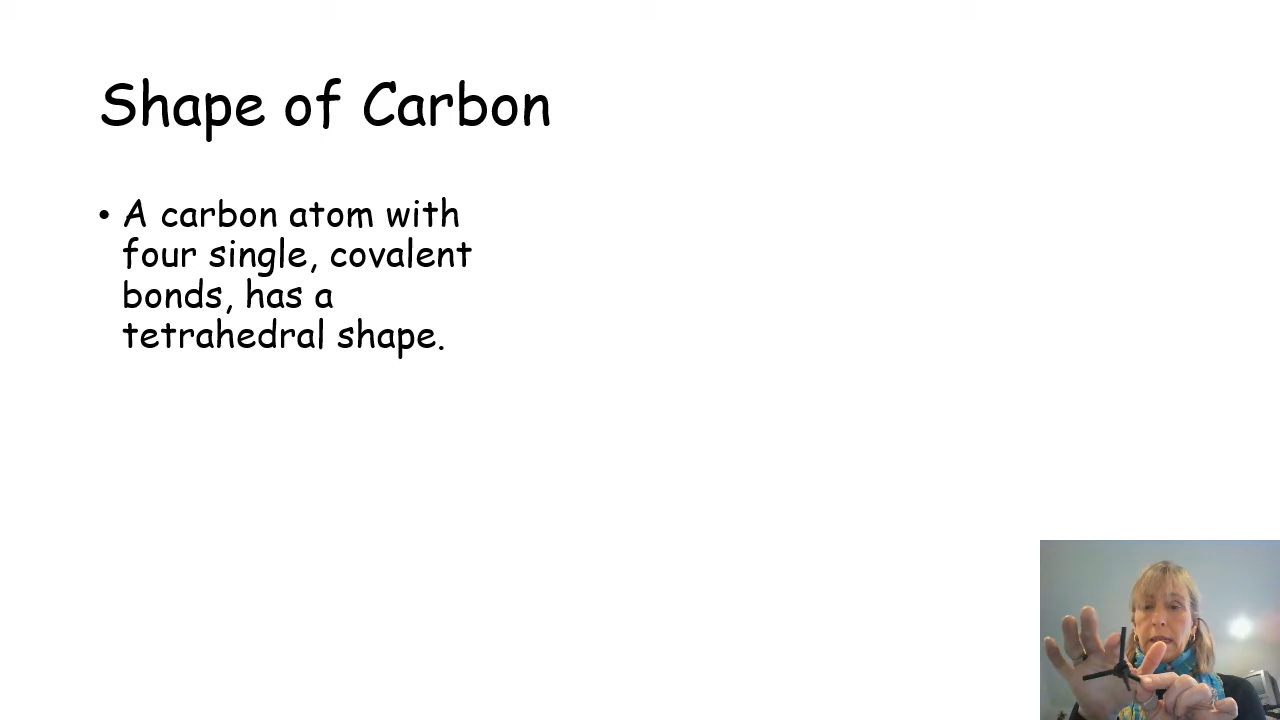 Shape of Carbon
• A carbon atom with
four single, covalent
bonds, has a
tetrahedral shape.